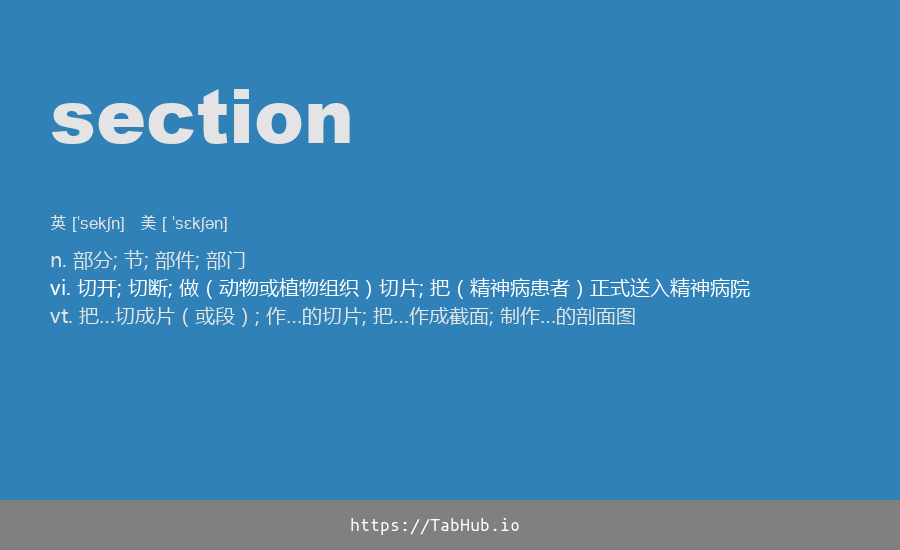 section
英 [ˈsekʃn] 美 [ ˈsɛkʃən]
n. 部分; 节; 部件; 部门
vi. 切开; 切断; 做 ( 动物或植物组织 ) 切片; 把 ( 精神病患者 ) 正式送入精神病院
vt. 把...切成片 ( 或段 ) ; 作...的切片; 把...作成截面; 制作...的剖面图
https://TabHub.io